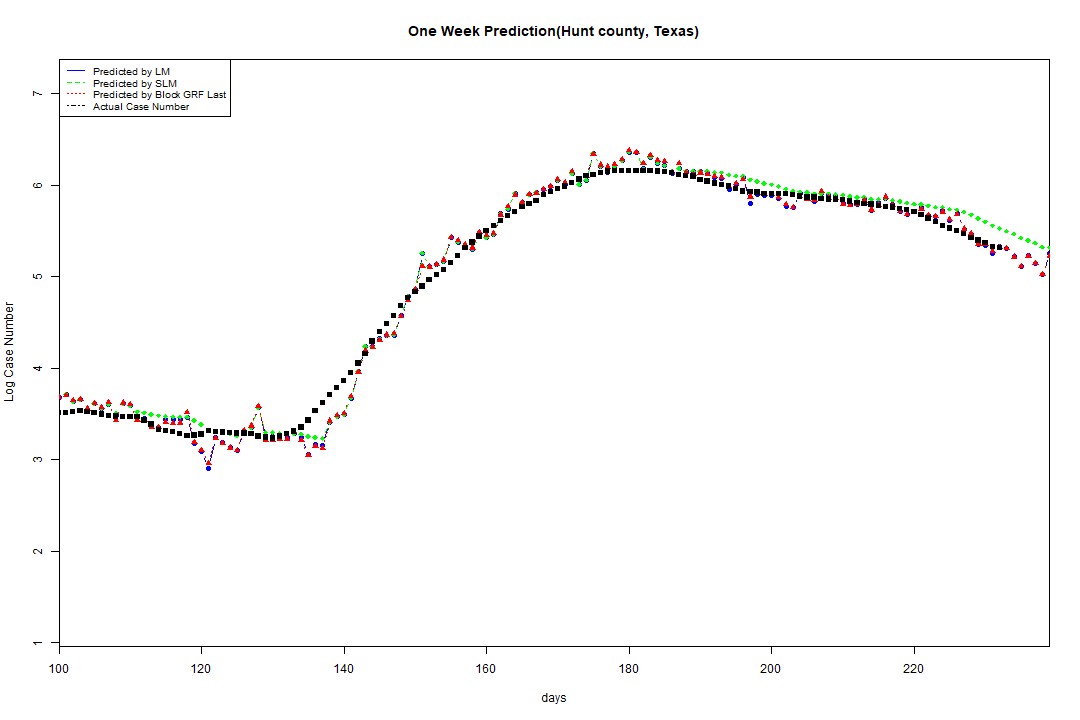 One Week Prediction(Hunt county, Texas)
Predicted by LM
Predicted by SLM
Predicted by Block GRF Last
Actual Case Number
7
6
5
4
3
2
1
Log Case Number
100 120 140 160 180 200 220
days